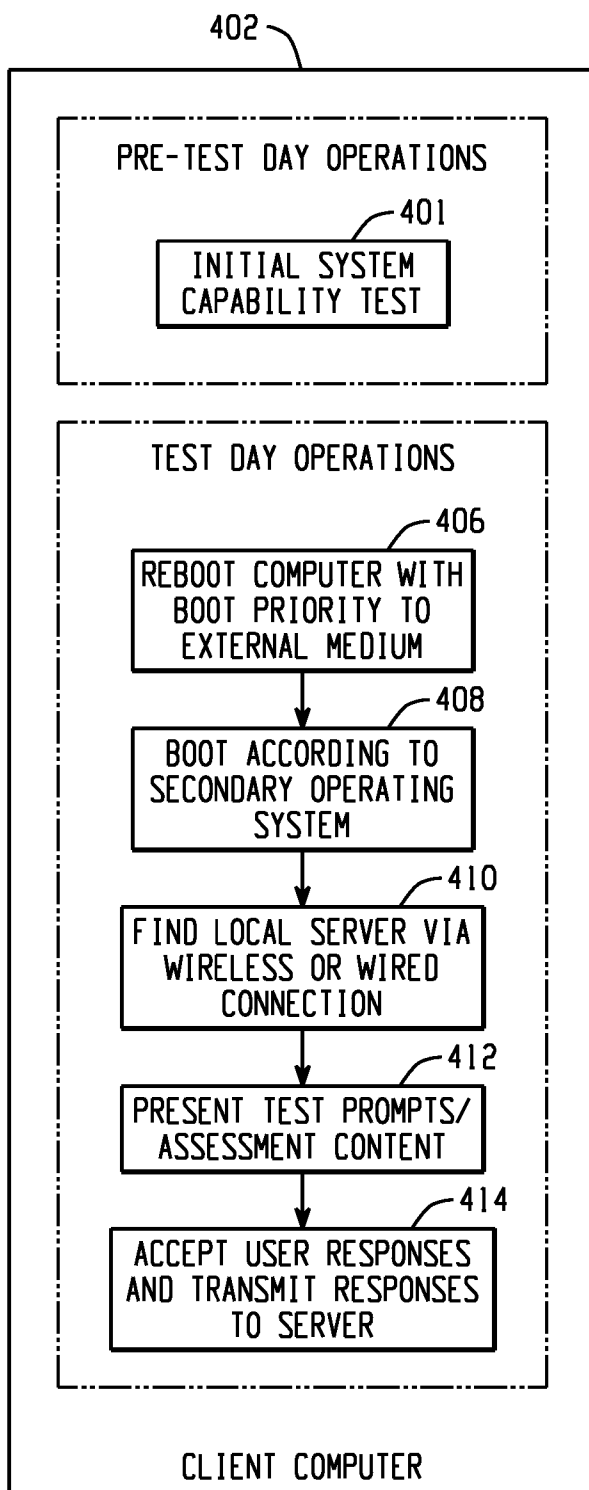 402
PRE-TEST DAY OPERATIONS
401
INITIAL SYSTEM
CAPABILITY TEST
TEST DAY OPERATIONS
406
REBOOT COMPUTER WITH
BOOT PRIORITY TO
EXTERNAL MEDIUM
408
BOOT ACCORDING TO
SECONDARY OPERATING
SYSTEM
410
FIND LOCAL SERVER VIA
WIRELESS OR WIRED
CONNECTION
412
PRESENT TEST PROMPTS/
ASSESSMENT CONTENT
414
ACCEPT USER RESPONSES
AND TRANSMIT RESPONSES
TO SERVER
CLIENT COMPUTER